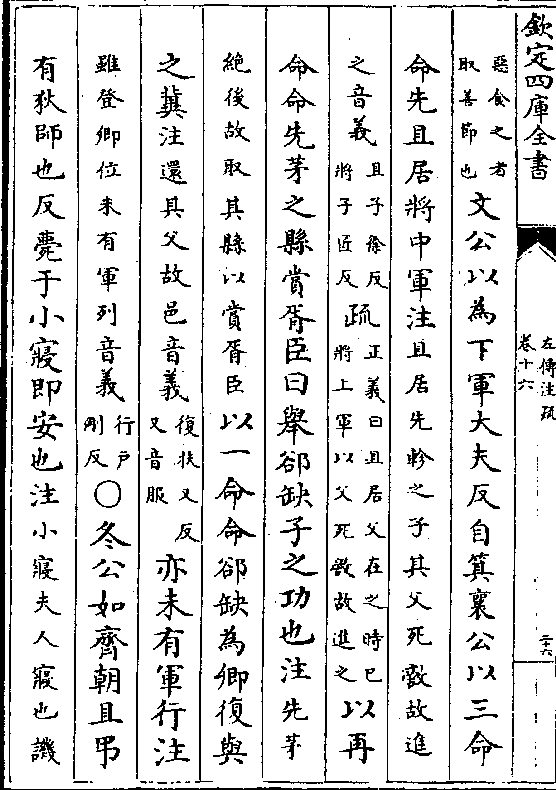 欽定四庫全書
左傳注疏
卷十六
二十六
惡食之者
取善節也
文公以為下軍大夫反自箕襄公以三命
命先且居將中軍注且居先軫之子其父死敵故進
之音義
且子餘反
將子匠反
疏
正義曰且居父在之時已
將上軍以父死敵故進之
以再
命命先茅之縣賞胥臣曰舉郤缺子之功也注先茅
絶後故取其縣以賞胥臣以一命命郤缺為卿復與
之冀注還其父故邑音義
復扶又反
又音服
亦未有軍行注
雖登卿位未有軍列音義
行户
剛反
○冬公如齊朝且弔
有狄師也反薨于小寢即安也注小寢夫人寢也譏